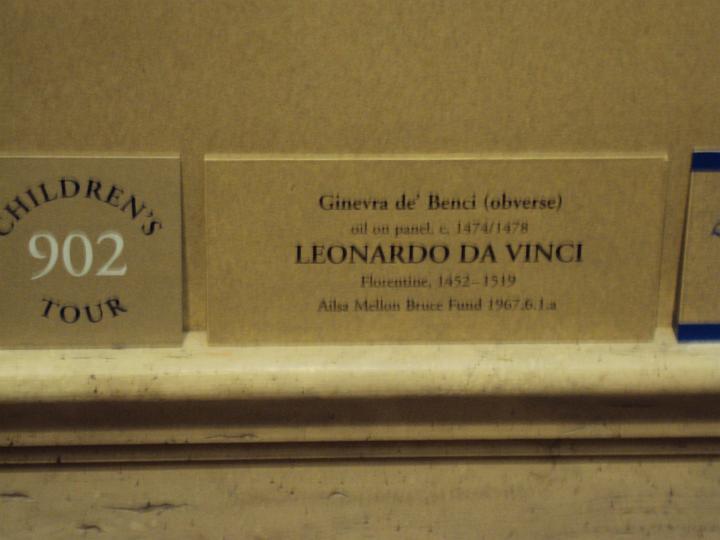 CHILDREN'S
902
TOUR
Ginevra de' Benci (obverse)
oil on panel, c. 1474/1478
LEONARDO DA VINCI
Florentine, 1452–1519
Ailsa Mellon Bruce Fund 1967.6.1.a